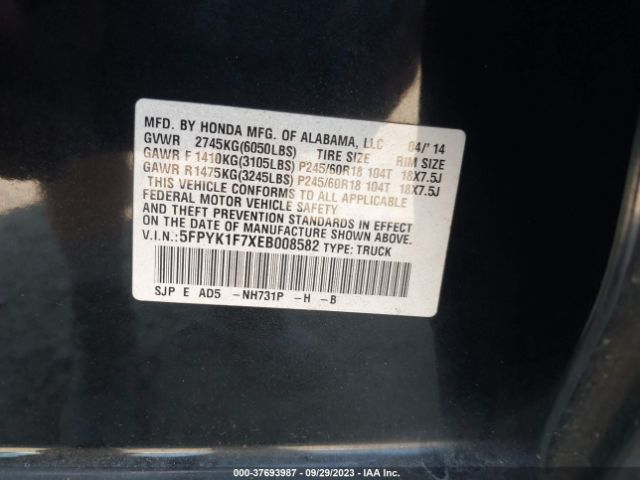 MFD. BY HONDA MFG. OF ALABAMA, LLC 04/'14
GVWR 2745KG(6050LBS) TIRE SIZE RIM SIZE
GAWR F 1410KG(3105LBS) P245/60R18 104T 18X7.5J
GAWR R 1475KG(3245LBS) P245/60R18 104T 18X7.5J
THIS VEHICLE CONFORMS TO ALL APPLICABLE
FEDERAL MOTOR VEHICLE SAFETY
AND THEFT PREVENTION STANDARDS IN EFFECT
ON THE DATE OF MANUFACTURE SHOWN ABOVE.
V.I.N.:5FPYK1F7XEB008582 TYPE: TRUCK
SJP E AD5 -NH731P -H -B
000-37693987 - 09/29/2023 - IAA Inc.